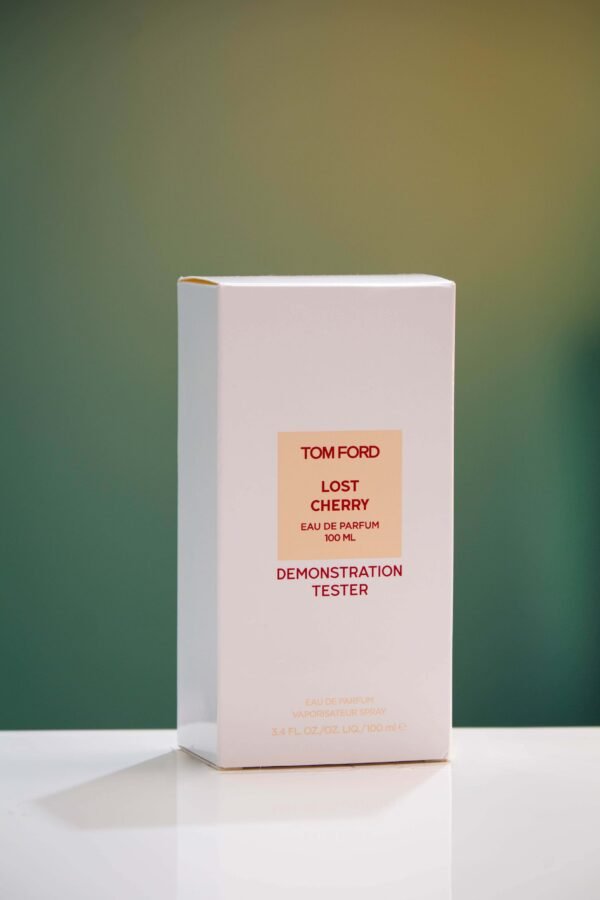 TOM FORD
LOST
CHERRY
EAU DE PARFUM
100 ML
DEMONSTRATION
TESTER
EAU DE PARFUM
VAPORISATEUR SPRAY
3.4 FL. OZ./OZ. LIQ./100 ml ℮